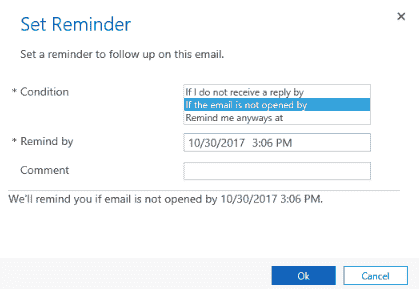 Set Reminder
Set a reminder to follow up on this email.
* Condition
If I do not receive a reply by
If the email is not opened by
Remind me anyways at
* Remind by
10/30/2017 3:06 PM
Comment
We'll remind you if email is not opened by 10/30/2017 3:06 PM.
Ok
Cancel